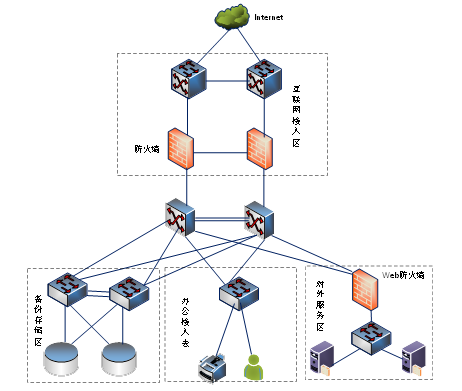 Internet
互联网接入区
防火墙
Web防火墙
备份存储区
办公接入去
对外服务区